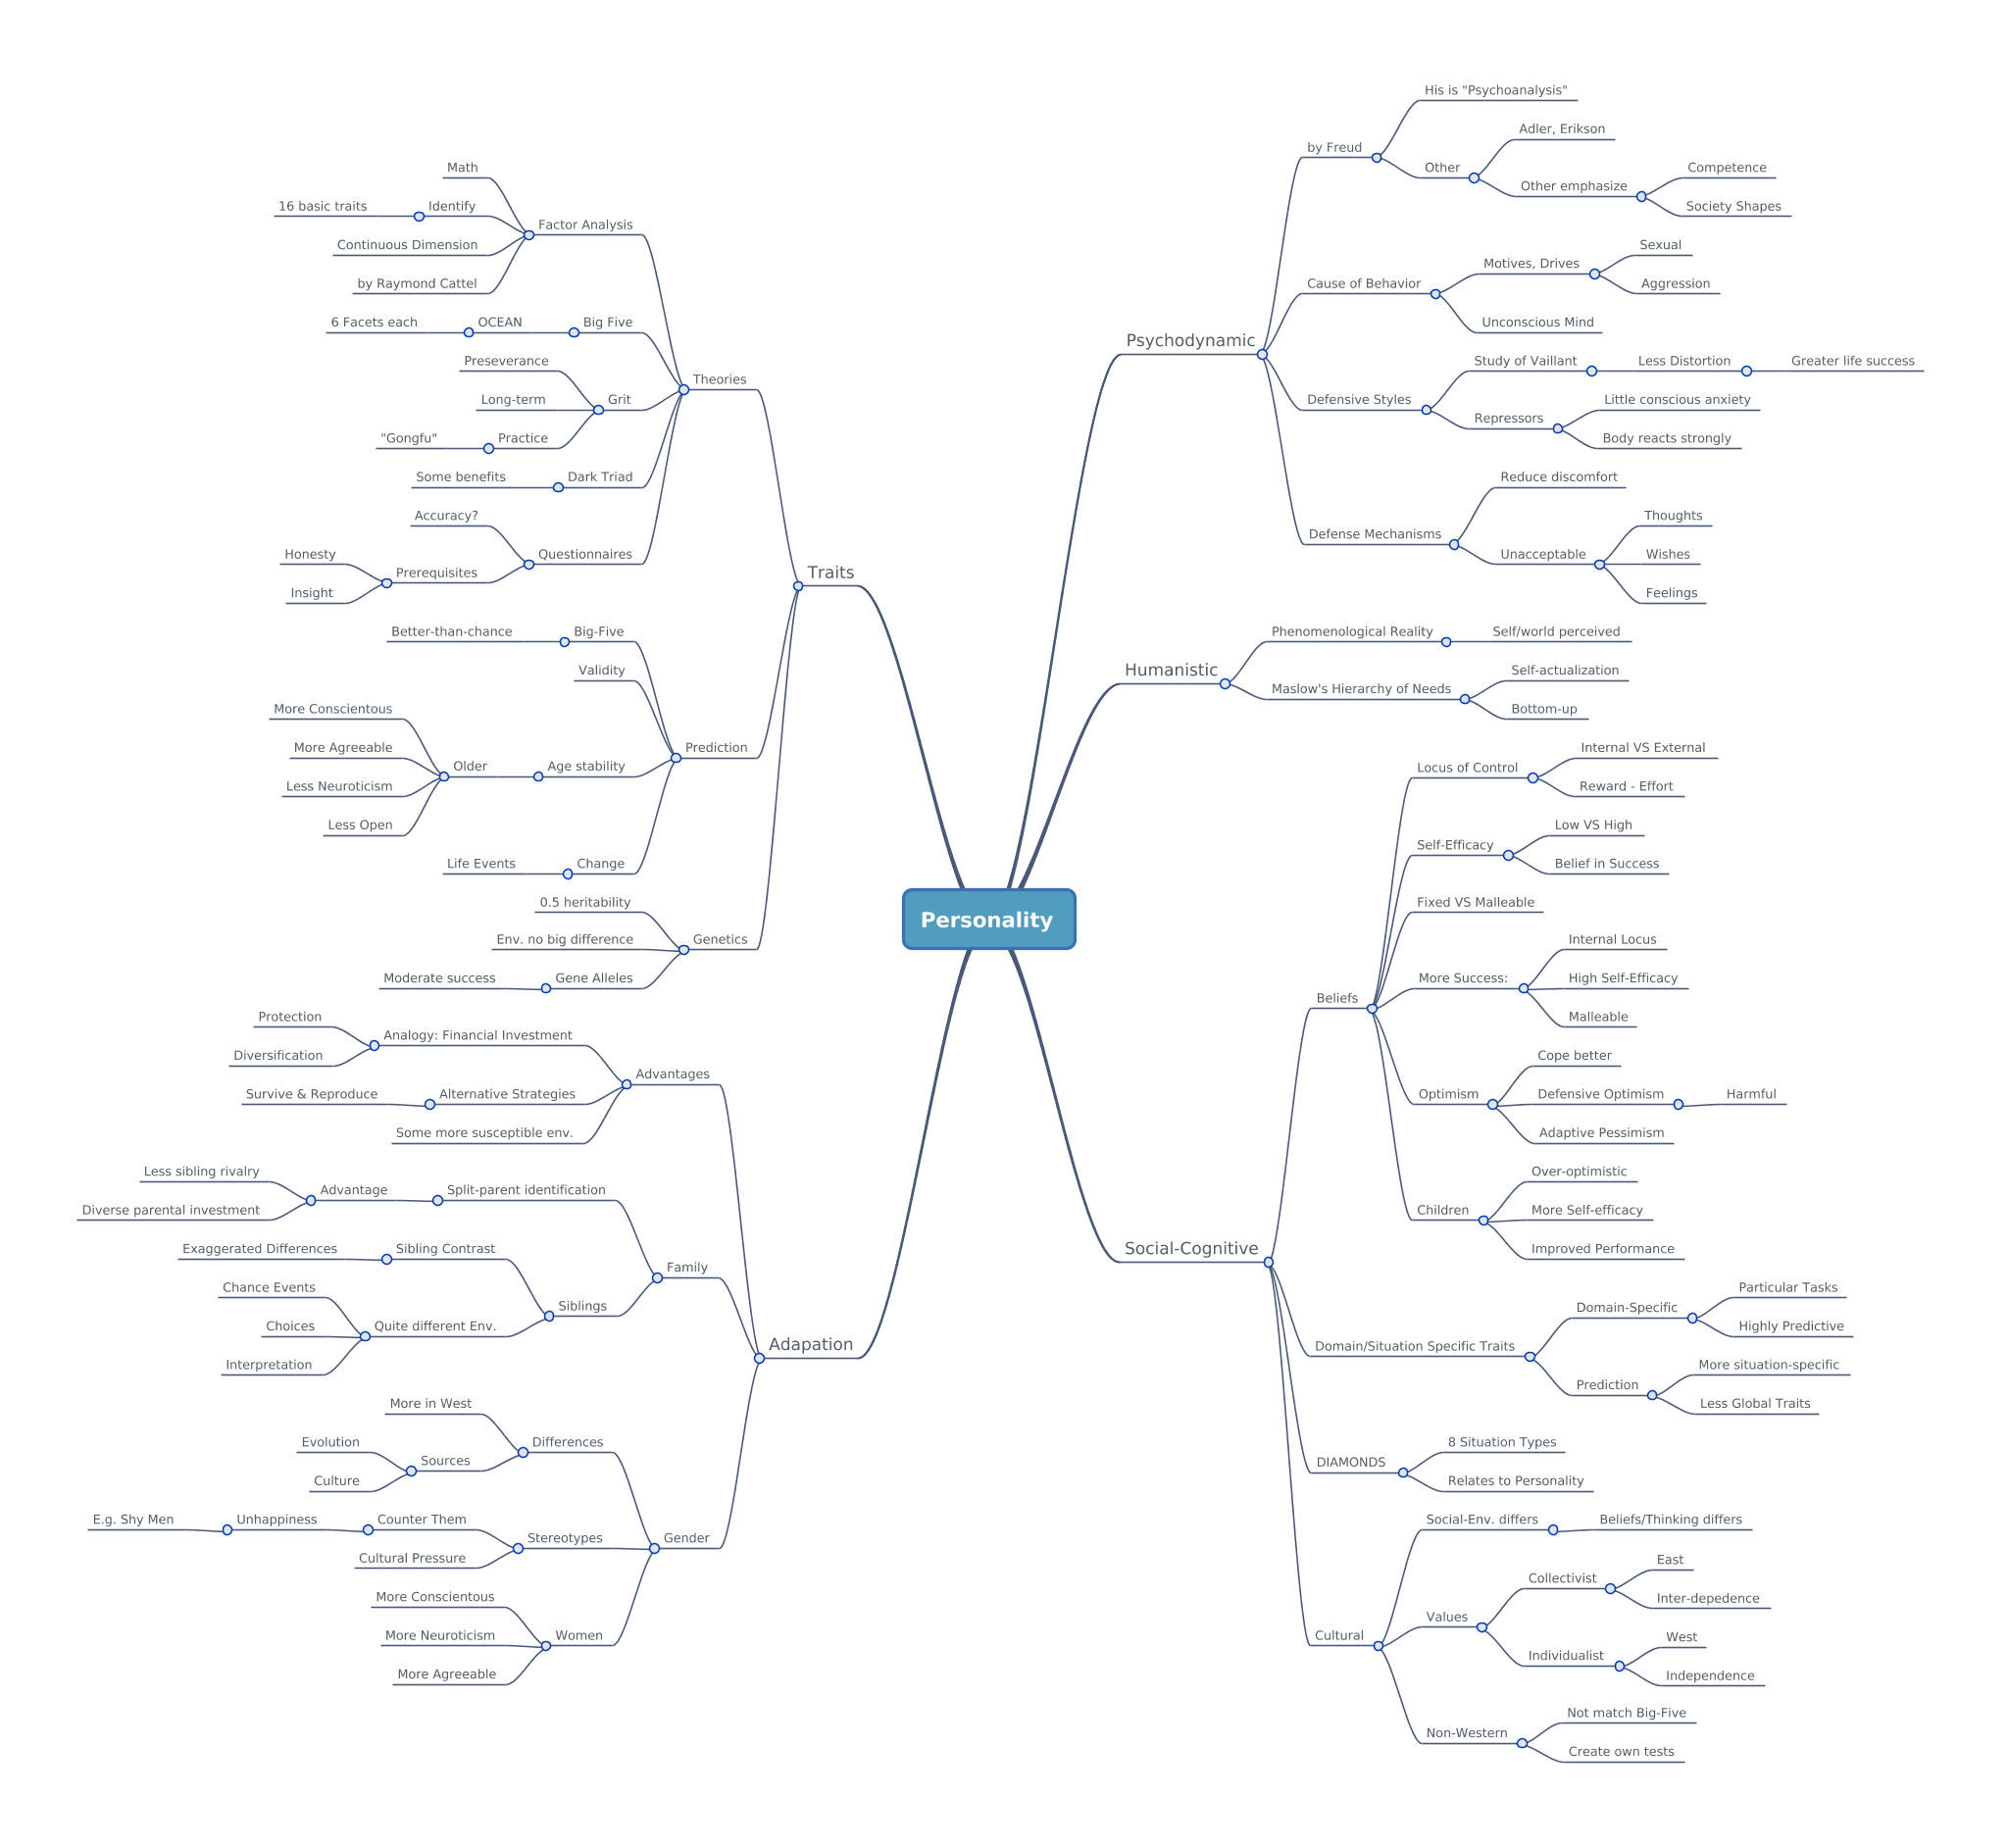 Personality
Psychodynamic
by Freud
His is "Psychoanalysis"
Other
Adler, Erikson
Other emphasize
Competence
Society Shapes
Cause of Behavior
Motives, Drives
Sexual
Aggression
Unconscious Mind
Defensive Styles
Study of Vaillant
Less Distortion
Greater life success
Repressors
Little conscious anxiety
Body reacts strongly
Defense Mechanisms
Reduce discomfort
Unacceptable
Thoughts
Wishes
Feelings
Humanistic
Phenomenological Reality
Self/world perceived
Maslow's Hierarchy of Needs
Self-actualization
Bottom-up
Social-Cognitive
Beliefs
Locus of Control
Internal VS External
Reward - Effort
Self-Efficacy
Low VS High
Belief in Success
Fixed VS Malleable
More Success:
Internal Locus
High Self-Efficacy
Malleable
Optimism
Cope better
Defensive Optimism
Harmful
Adaptive Pessimism
Children
Over-optimistic
More Self-efficacy
Improved Performance
Domain/Situation Specific Traits
Domain-Specific
Particular Tasks
Highly Predictive
Prediction
More situation-specific
Less Global Traits
DIAMONDS
8 Situation Types
Relates to Personality
Cultural
Social-Env. differs
Beliefs/Thinking differs
Values
Collectivist
East
Inter-depedence
Individualist
West
Independence
Non-Western
Not match Big-Five
Create own tests
Traits
Theories
Factor Analysis
Math
Identify
16 basic traits
Continuous Dimension
by Raymond Cattel
Big Five
OCEAN
6 Facets each
Grit
Preseverance
Long-term
Practice
"Gongfu"
Dark Triad
Some benefits
Questionnaires
Accuracy?
Prerequisites
Honesty
Insight
Prediction
Big-Five
Better-than-chance
Validity
Age stability
Older
More Conscientous
More Agreeable
Less Neuroticism
Less Open
Change
Life Events
Genetics
0.5 heritability
Env. no big difference
Gene Alleles
Moderate success
Adapation
Advantages
Analogy: Financial Investment
Protection
Diversification
Alternative Strategies
Survive & Reproduce
Some more susceptible env.
Family
Split-parent identification
Advantage
Less sibling rivalry
Diverse parental investment
Siblings
Sibling Contrast
Exaggerated Differences
Quite different Env.
Chance Events
Choices
Interpretation
Gender
Differences
More in West
Sources
Evolution
Culture
Stereotypes
Counter Them
Unhappiness
E.g. Shy Men
Cultural Pressure
Women
More Conscientous
More Neuroticism
More Agreeable